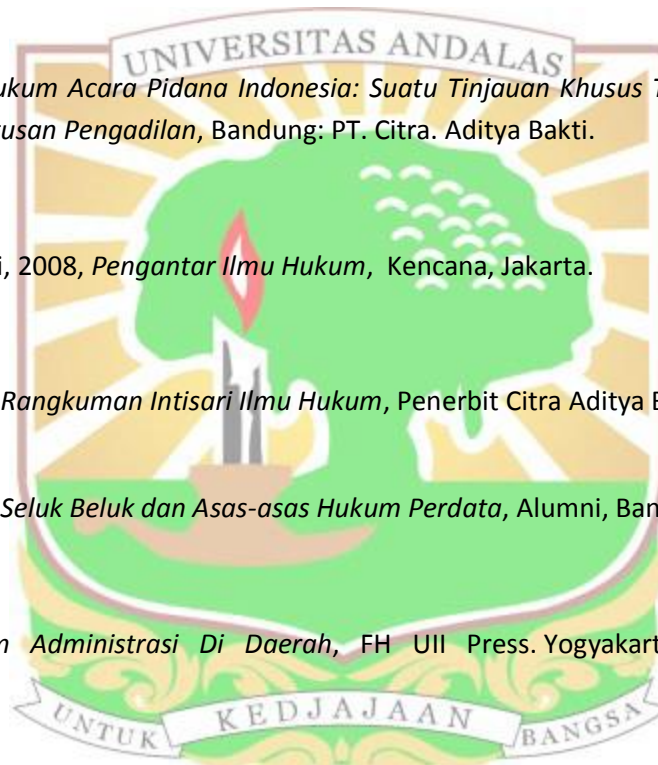 UNIVERSITAS ANDALAS
ukum Acara Pidana Indonesia: Suatu Tinjauan Khusus T
usan Pengadilan, Bandung: PT. Citra. Aditya Bakti.
i, 2008, Pengantar Ilmu Hukum, Kencana, Jakarta.
Rangkuman Intisari Ilmu Hukum, Penerbit Citra Aditya B
Seluk Beluk dan Asas-asas Hukum Perdata, Alumni, Ban
m Administrasi Di Daerah, FH UII Press. Yogyakart
UNTUK KEDJAJAAN BANGSA